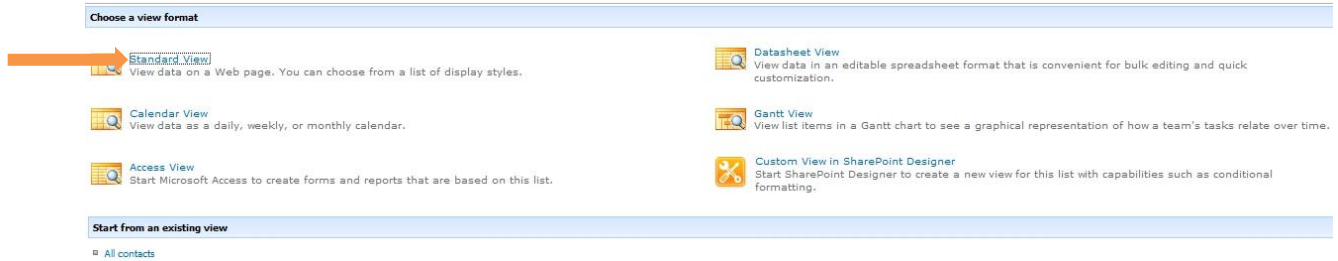 Choose a view format
Standard View
View data on a Web page. You can choose from a list of display styles.
Datasheet View
View data in an editable spreadsheet format that is convenient for bulk editing and quick
customization.
Calendar View
View data as a daily, weekly, or monthly calendar.
Gantt View
View list items in a Gantt chart to see a graphical representation of how a team's tasks relate over time.
Access View
Start Microsoft Access to create forms and reports that are based on this list.
Custom View in SharePoint Designer
Start SharePoint Designer to create a new view for this list with capabilities such as conditional
formatting.
Start from an existing view
All contacts